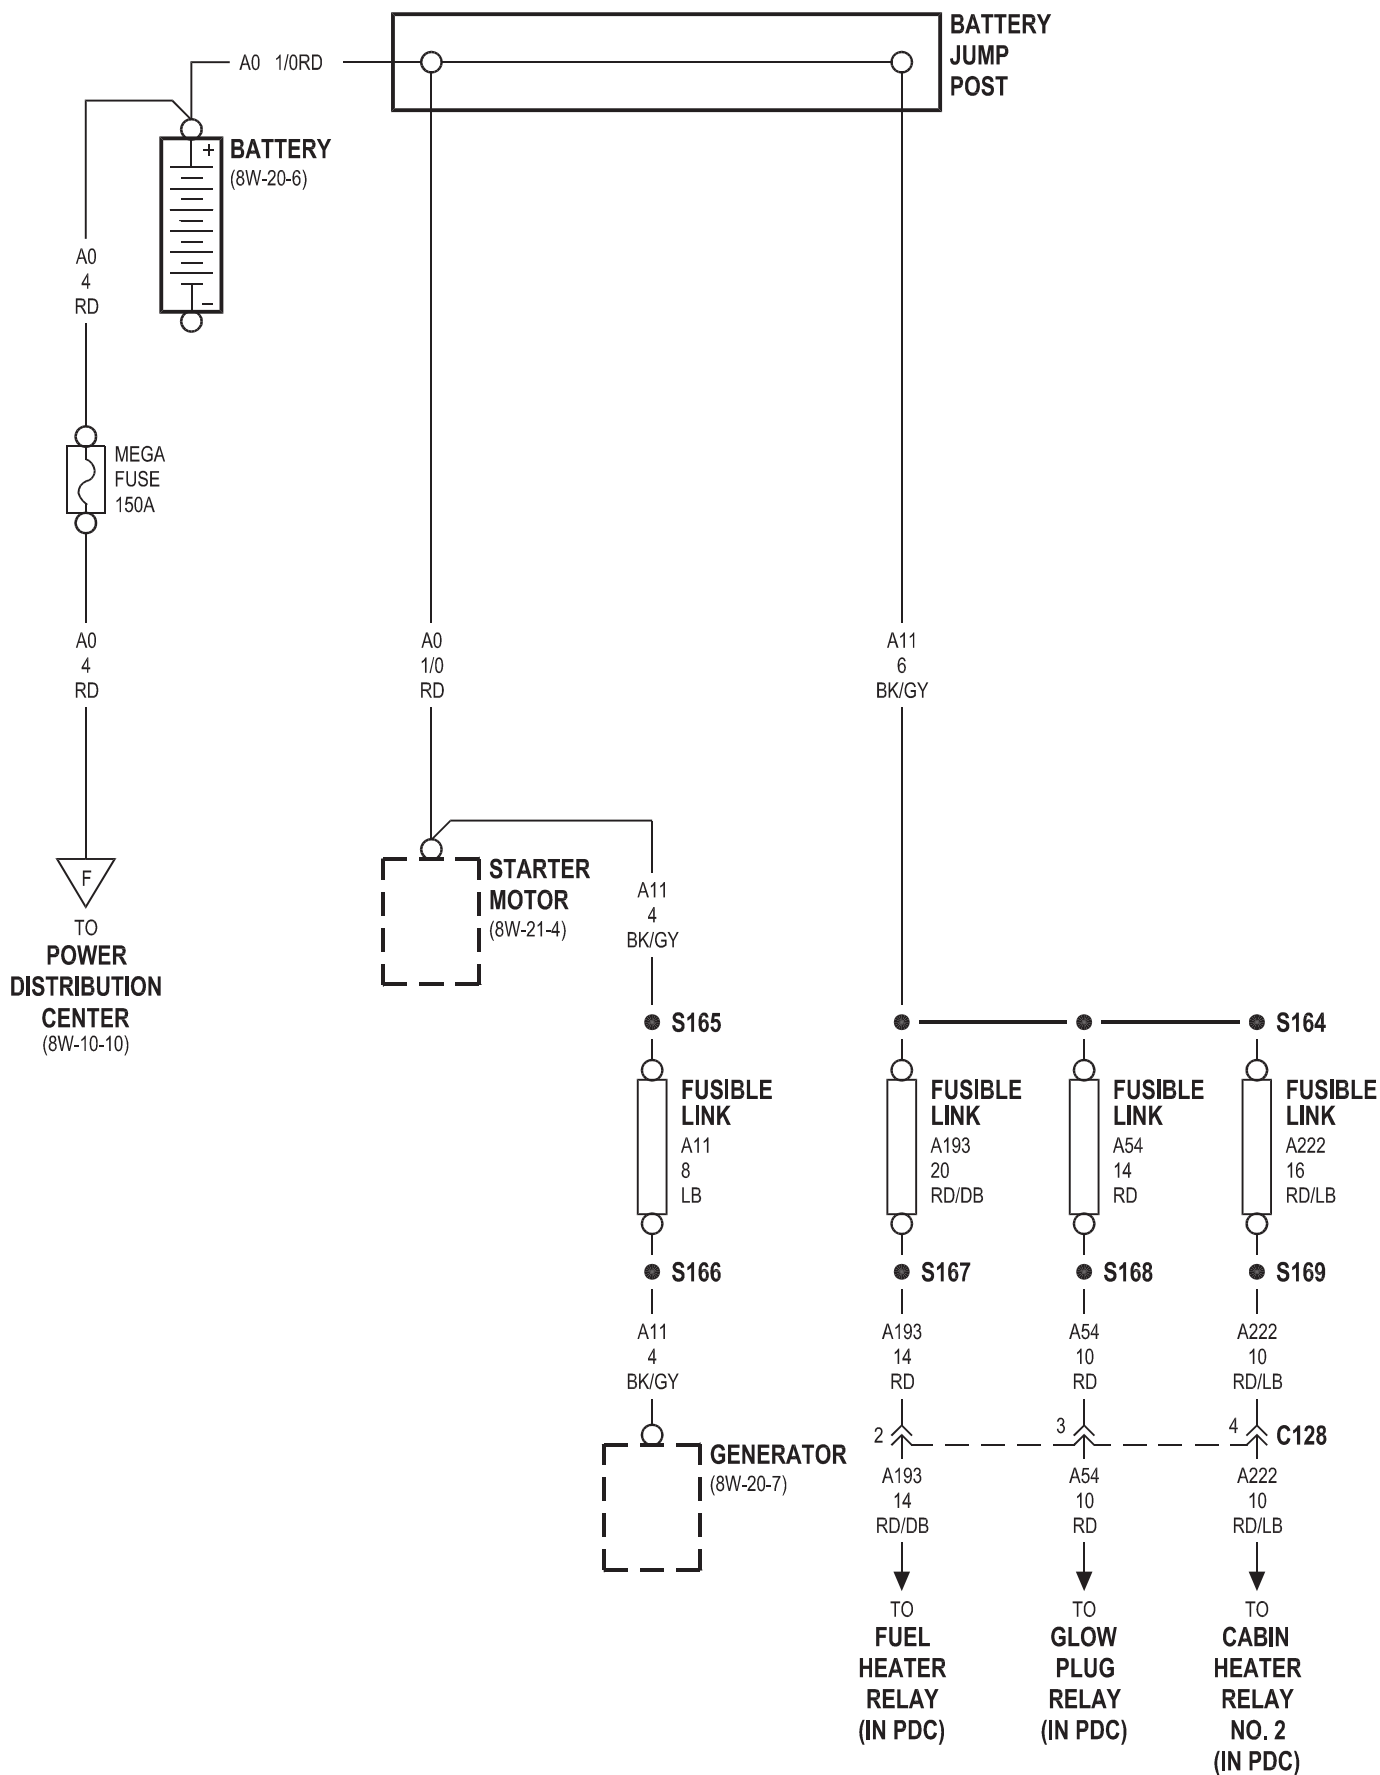 BATTERY
JUMP
POST
A0 1/0RD
+
BATTERY
(8W-20-6)
–
A0
4
RD
MEGA
FUSE
150A
A0
4
RD
A0
1/0
RD
A11
6
BK/GY
F
TO
POWER
DISTRIBUTION
CENTER
(8W-10-10)
STARTER
MOTOR
(8W-21-4)
A11
4
BK/GY
S165
S164
FUSIBLE
LINK
A11
8
LB
FUSIBLE
LINK
A193
20
RD/DB
FUSIBLE
LINK
A54
14
RD
FUSIBLE
LINK
A222
16
RD/LB
S166
S167
S168
S169
A11
4
BK/GY
A193
14
RD
A54
10
RD
A222
10
RD/LB
2
3
4
C128
GENERATOR
(8W-20-7)
A193
14
RD/DB
A54
10
RD
A222
10
RD/LB
TO
FUEL
HEATER
RELAY
(IN PDC)
TO
GLOW
PLUG
RELAY
(IN PDC)
TO
CABIN
HEATER
RELAY
NO. 2
(IN PDC)